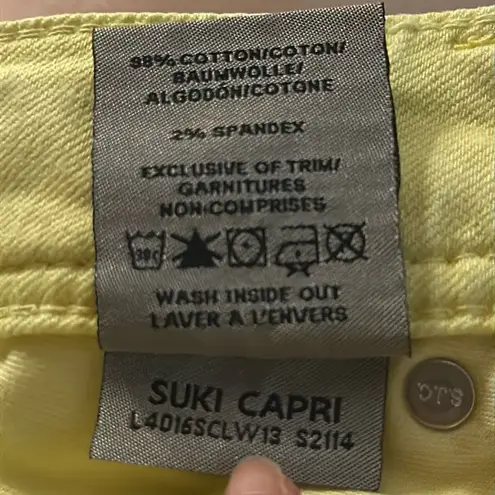 98% COTTON/COTON/
BAUMWOLLE/
ALGODÓN/COTONE
2% SPANDEX
EXCLUSIVE OF TRIM/
GARNITURES
NON-COMPRISES
30C
WASH INSIDE OUT
LAVER A L'ENVERS
SUKI CAPRI
L4016SCLW13 S2114
S.J.C.